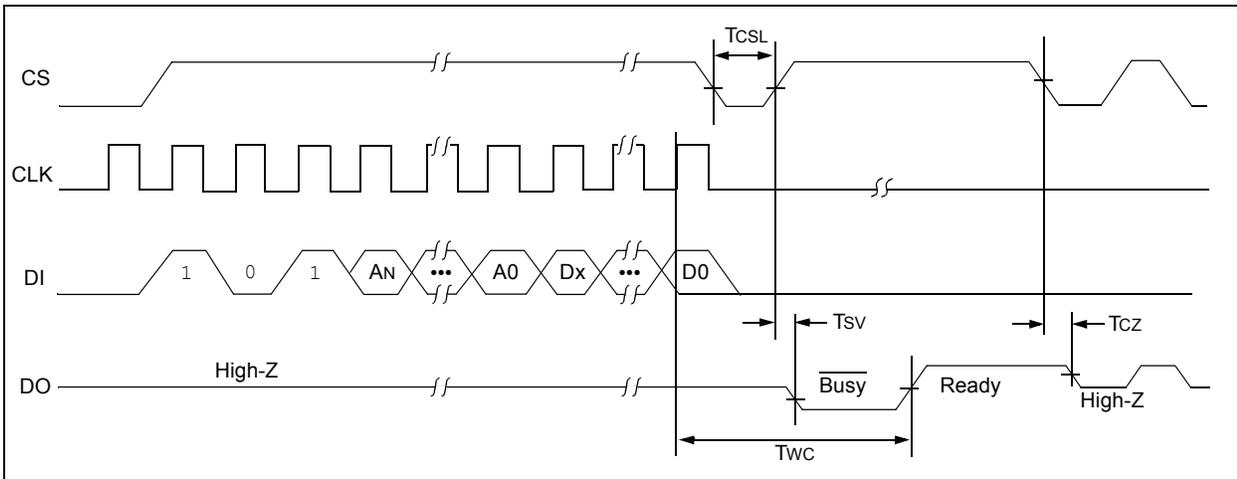 TCSL
CS
CLK
DI
1 0 1 AN ••• A0 Dx ••• D0
TSV
TCZ
High-Z
DO
Busy
Ready
High-Z
TWC